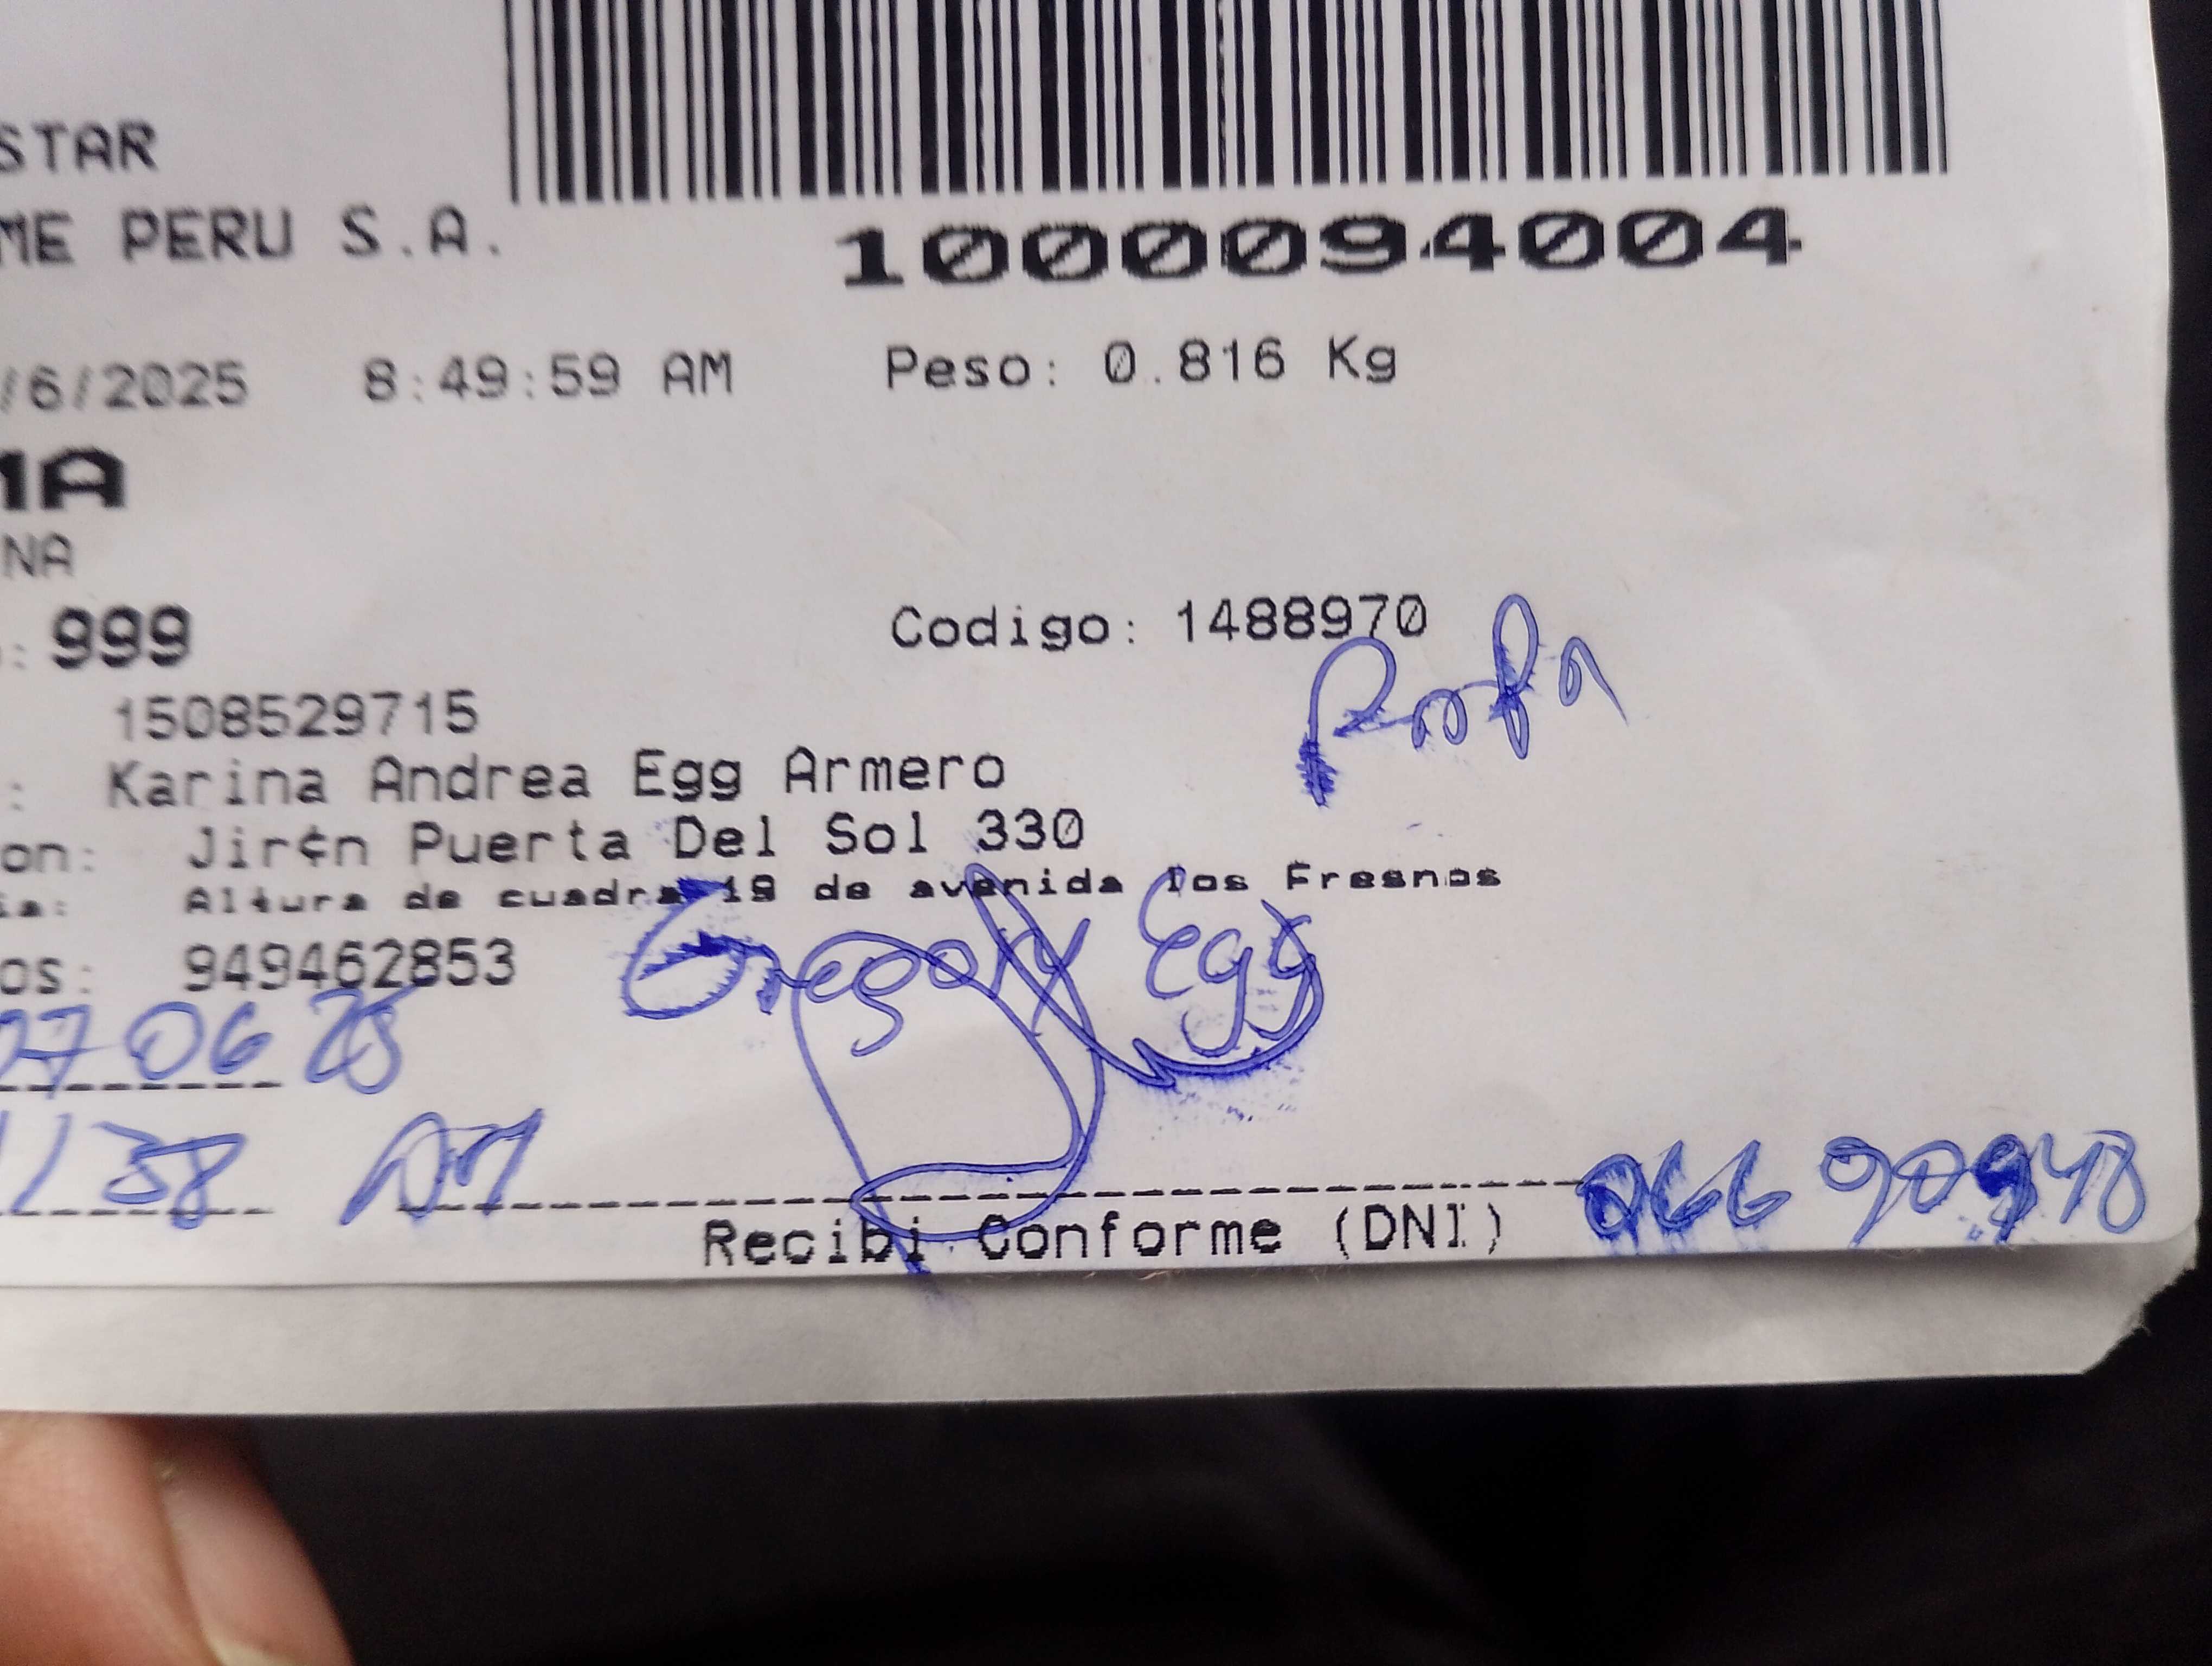 STAR
ME PERU S.A.
1000094004
/6/2025 8:49:59 AM Peso: 0.816 Kg
MA
NA
: 999 Codigo: 1488970
Ropa
1508529715
: Karina Andrea Egg Armero
on: Jir¢n Puerta Del Sol 330
ia: Altura de cuadra 19 de avenida los Fresnos
os: 949462853
Gregory Egg
27 06 25
38 AM
Recibi Conforme (DNI)